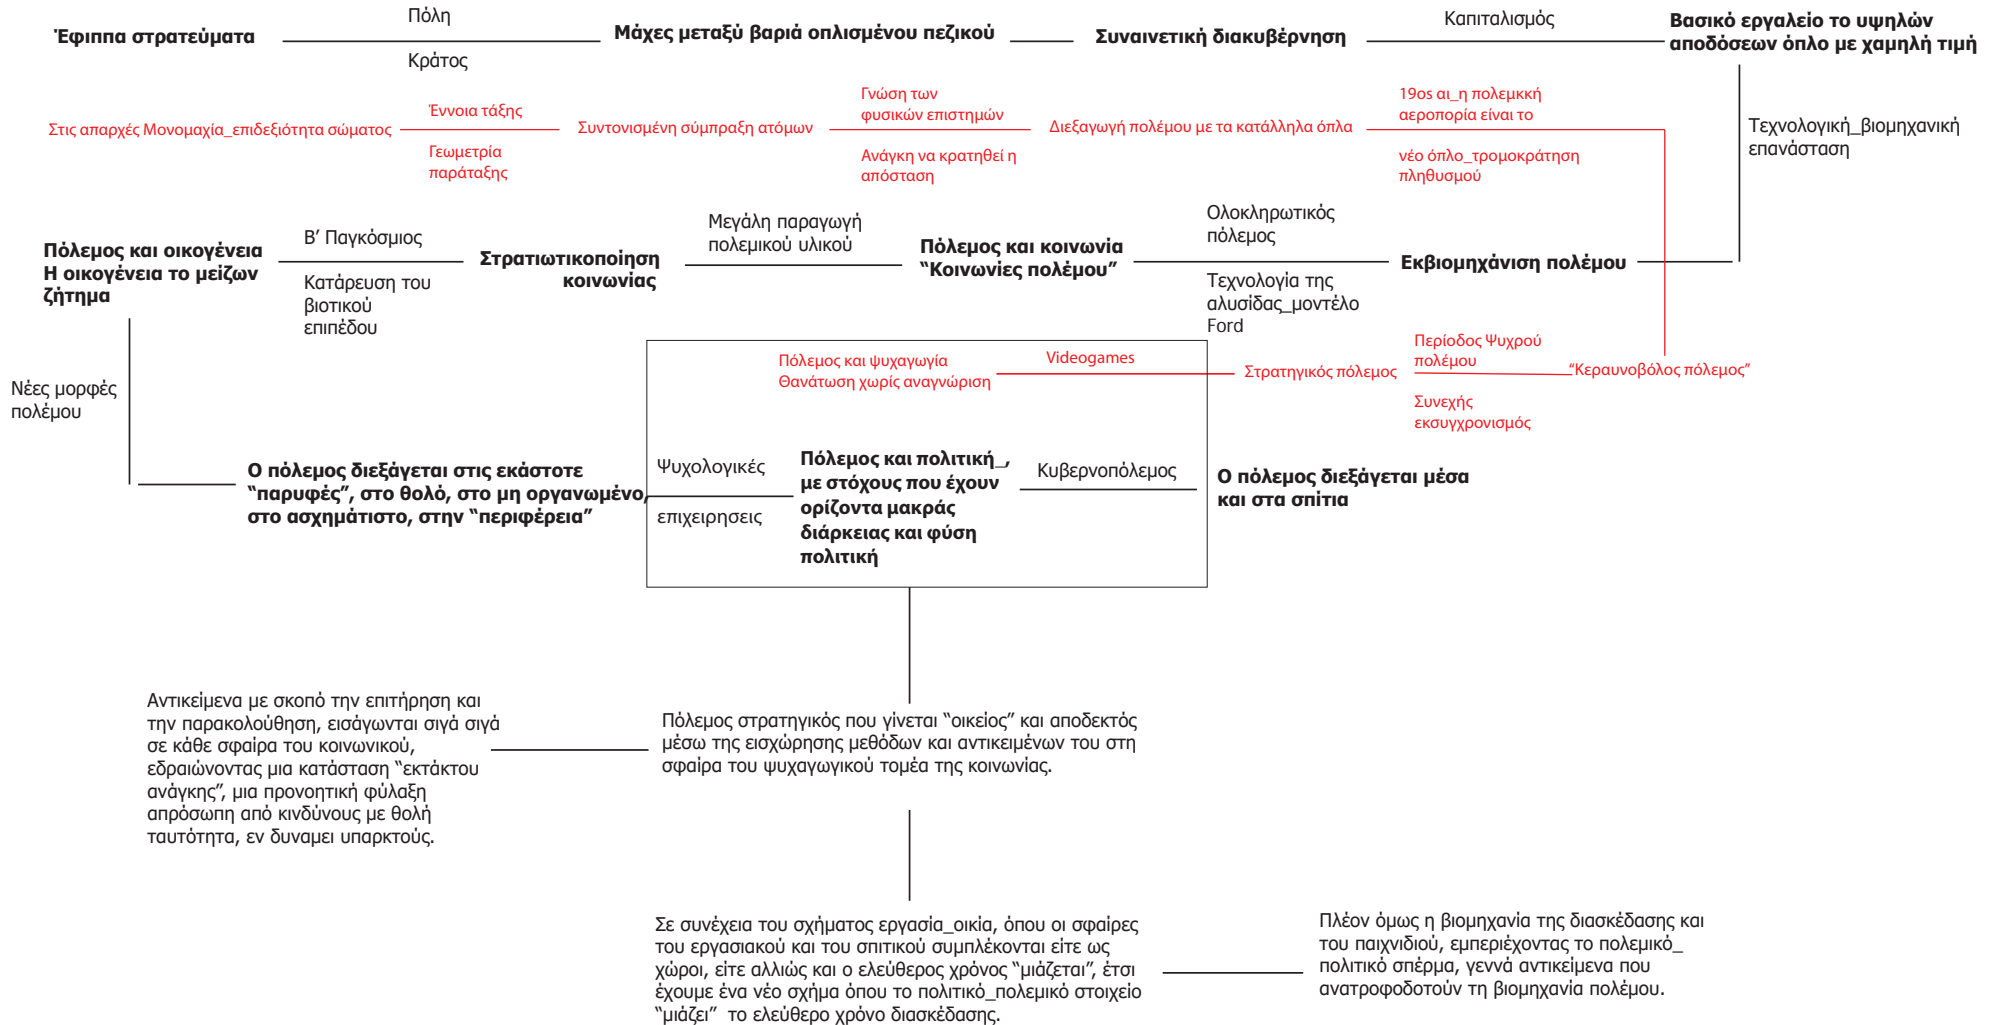 Έφιππα στρατεύματα
Πόλη
Κράτος
Μάχες μεταξύ βαριά οπλισμένου πεζικού
Συναινετική διακυβέρνηση
Καπιταλισμός
Βασικό εργαλείο το υψηλών
αποδόσεων όπλο με χαμηλή τιμή
Στις απαρχές Μονομαχία_επιδεξιότητα σώματος
Έννοια τάξης
Γεωμετρία
παράταξης
Συντονισμένη σύμπραξη ατόμων
Γνώση των
φυσικών επιστημών
Ανάγκη να κρατηθεί η
απόσταση
Διεξαγωγή πολέμου με τα κατάλληλα όπλα
19os αι_η πολεμκκή
αεροπορία είναι το
νέο όπλο_τρομοκράτηση
πληθυσμού
Τεχνολογική_βιομηχανική
επανάσταση
Πόλεμος και οικογένεια
Η οικογένεια το μείζων
ζήτημα
Β' Παγκόσμιος
Κατάρευση του
βιοτικού
επιπέδου
Στρατιωτικοποίηση
κοινωνίας
Μεγάλη παραγωγή
πολεμικού υλικού
Πόλεμος και κοινωνία
“Κοινωνίες πολέμου”
Ολοκληρωτικός
πόλεμος
Τεχνολογία της
αλυσίδας_μοντέλο
Ford
Εκβιομηχάνιση πολέμου
Πόλεμος και ψυχαγωγία
Θανάτωση χωρίς αναγνώριση
Videogames
Στρατηγικός πόλεμος
Περίοδος Ψυχρού
πολέμου
Συνεχής
εκσυγχρονισμός
“Κεραυνοβόλος πόλεμος”
Νέες μορφές
πολέμου
Ο πόλεμος διεξάγεται στις εκάστοτε
“παρυφές”, στο θολό, στο μη οργανωμένο,
στο ασχημάτιστο, στην “περιφέρεια”
Ψυχολογικές
επιχειρησεις
Πόλεμος και πολιτική_,
με στόχους που έχουν
ορίζοντα μακράς
διάρκειας και φύση
πολιτική
Κυβερνοπόλεμος
Ο πόλεμος διεξάγεται μέσα
και στα σπίτια
Αντικείμενα με σκοπό την επιτήρηση και
την παρακολούθηση, εισάγωνται σιγά σιγά
σε κάθε σφαίρα του κοινωνικού,
εδραιώνοντας μια κατάσταση “εκτάκτου
ανάγκης”, μια προνοητική φύλαξη
απρόσωπη από κινδύνους με θολή
ταυτότητα, εν δυναμει υπαρκτούς.
Πόλεμος στρατηγικός που γίνεται “οικείος” και αποδεκτός
μέσω της εισχώρησης μεθόδων και αντικειμένων του στη
σφαίρα του ψυχαγωγικού τομέα της κοινωνίας.
Σε συνέχεια του σχήματος εργασία_οικία, όπου οι σφαίρες
του εργασιακού και του σπιτικού συμπλέκονται είτε ως
χώροι, είτε αλλιώς και ο ελεύθερος χρόνος “μιάζεται”, έτσι
έχουμε ένα νέο σχήμα όπου το πολιτικό_πολεμικό στοιχείο
“μιάζει” το ελεύθερο χρόνο διασκέδασης.
Πλέον όμως η βιομηχανία της διασκέδασης και
του παιχνιδιού, εμπεριέχοντας το πολεμικό_
πολιτικό σπέρμα, γεννά αντικείμενα που
ανατροφοδοτούν τη βιομηχανία πολέμου.